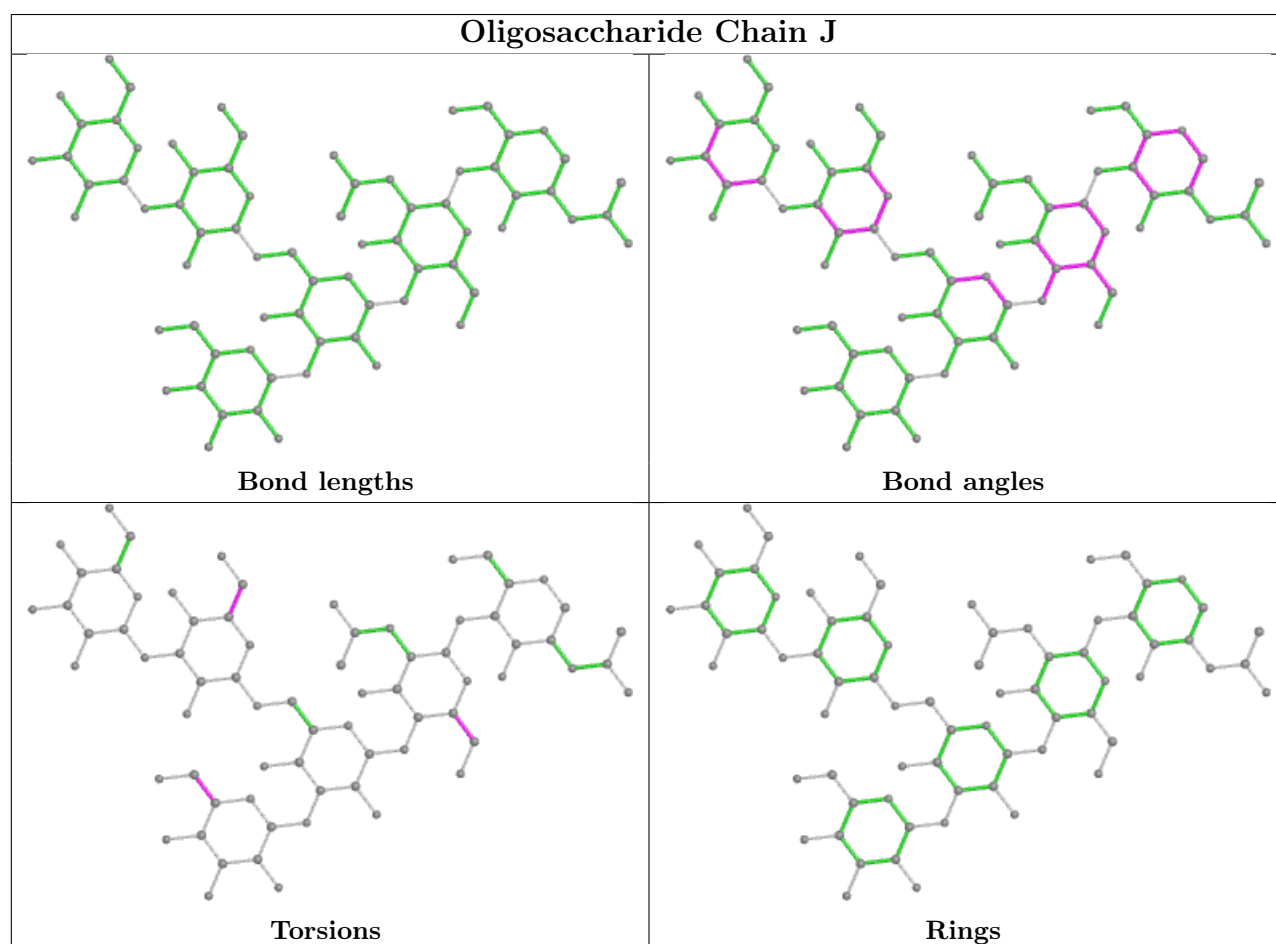 Oligosaccharide Chain J
Bond lengths
Bond angles
Torsions
Rings